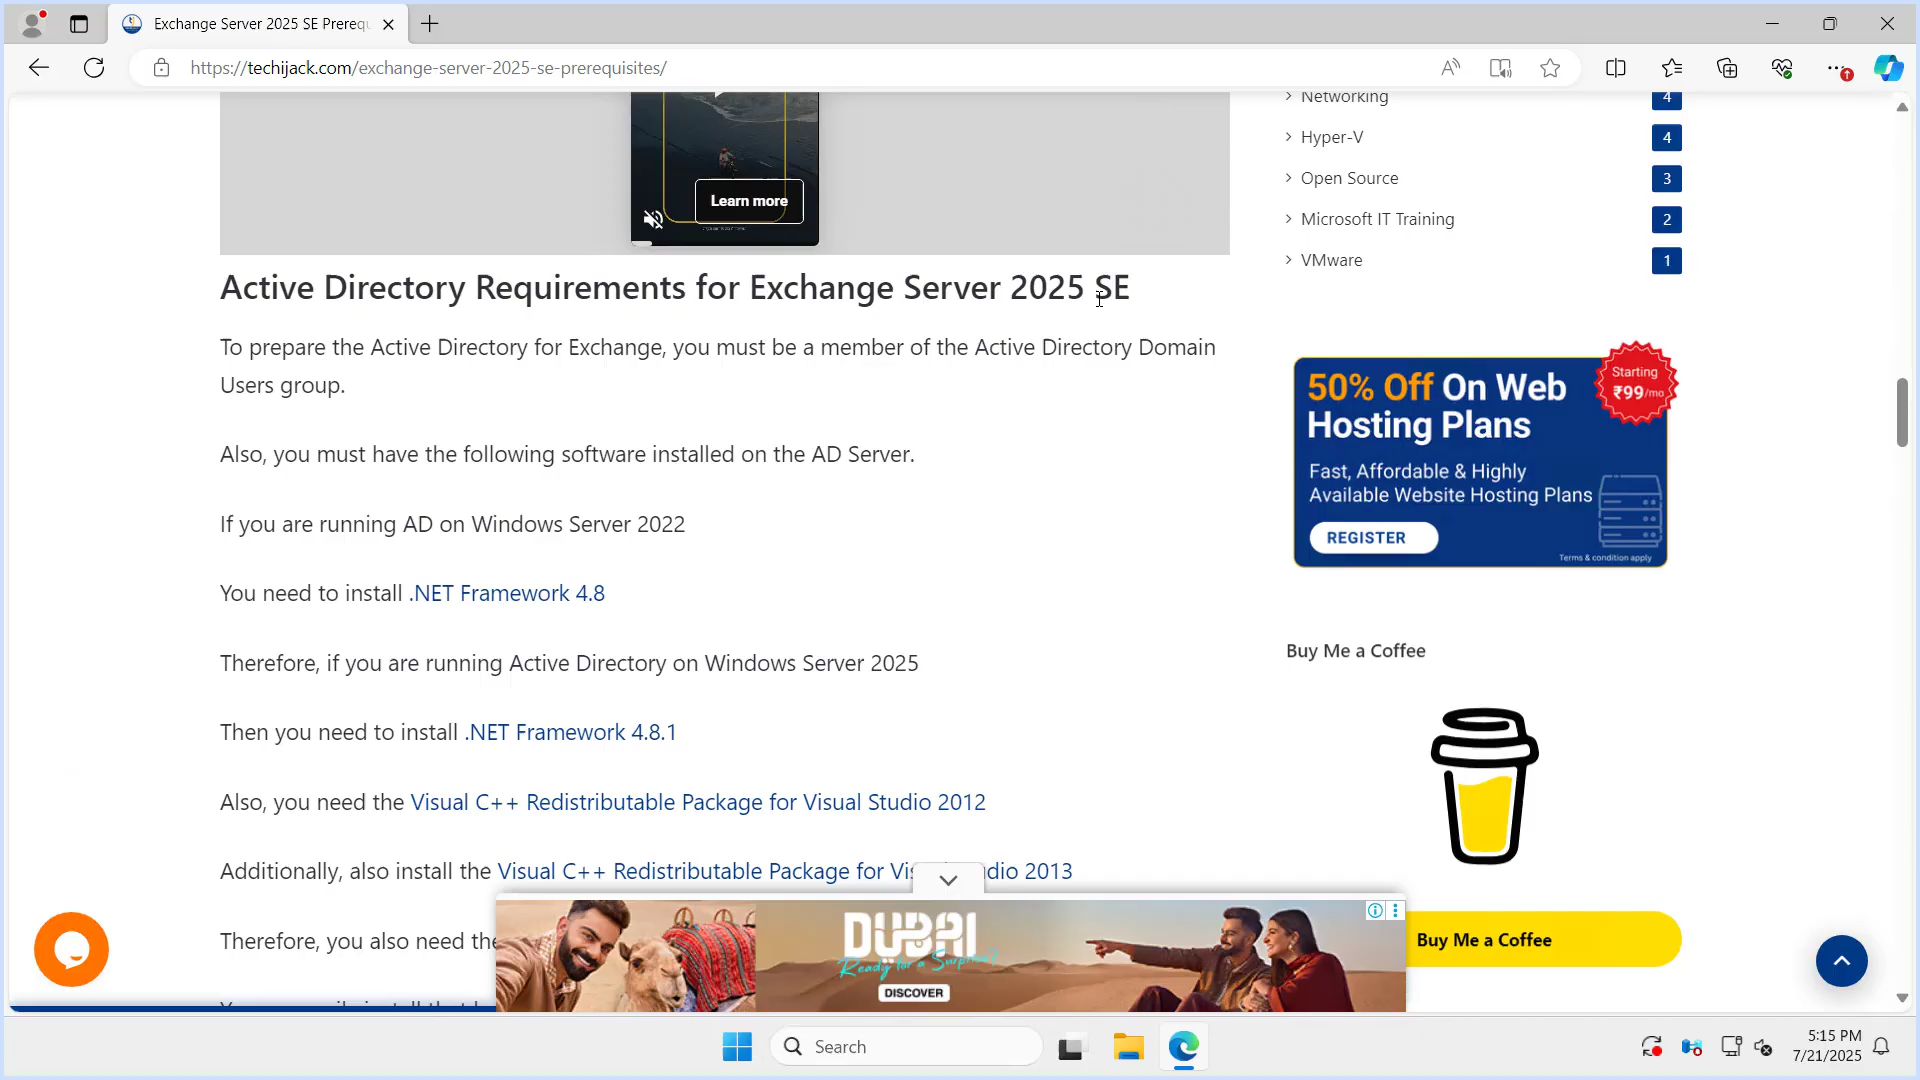 Exchange Server 2025 SE Prerequ
https://techijack.com/exchange-server-2025-se-prerequisites/
Learn more
Active Directory Requirements for Exchange Server 2025 SE
To prepare the Active Directory for Exchange, you must be a member of the Active Directory Domain
Users group.
Also, you must have the following software installed on the AD Server.
If you are running AD on Windows Server 2022
You need to install .NET Framework 4.8
Therefore, if you are running Active Directory on Windows Server 2025
Then you need to install .NET Framework 4.8.1
Also, you need the Visual C++ Redistributable Package for Visual Studio 2012
Additionally, also install the Visual C++ Redistributable Package for Vis dio 2013
Therefore, you also need the
Networking 4
Hyper-V 4
Open Source 3
Microsoft IT Training 2
VMware 1
50% Off On Web
Hosting Plans
Starting
₹99/mo
Fast, Affordable & Highly
Available Website Hosting Plans
REGISTER
Terms & condition apply
Buy Me a Coffee
Buy Me a Coffee
DUBAI
Ready for a Surprise?
DISCOVER
Search
5:15 PM
7/21/2025